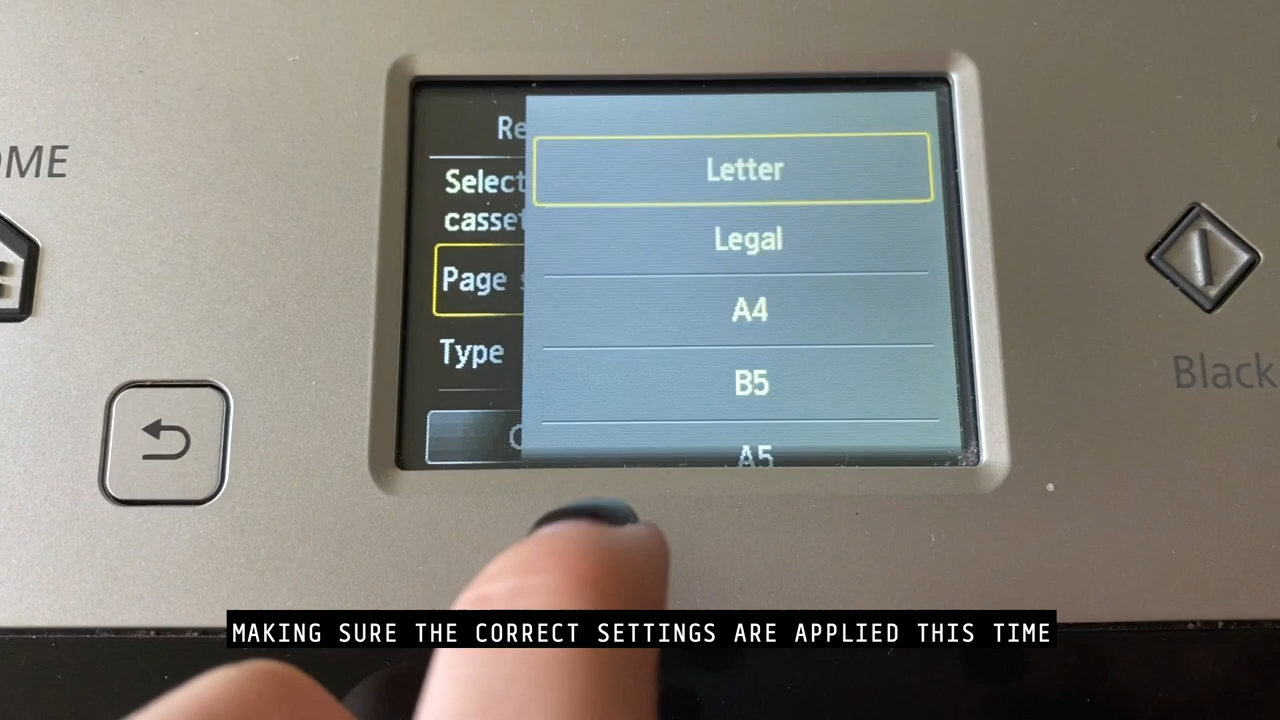 OME
Re
Select
casset
Page s
Type
Letter
Legal
A4
B5
A5
Black
MAKING SURE THE CORRECT SETTINGS ARE APPLIED THIS TIME